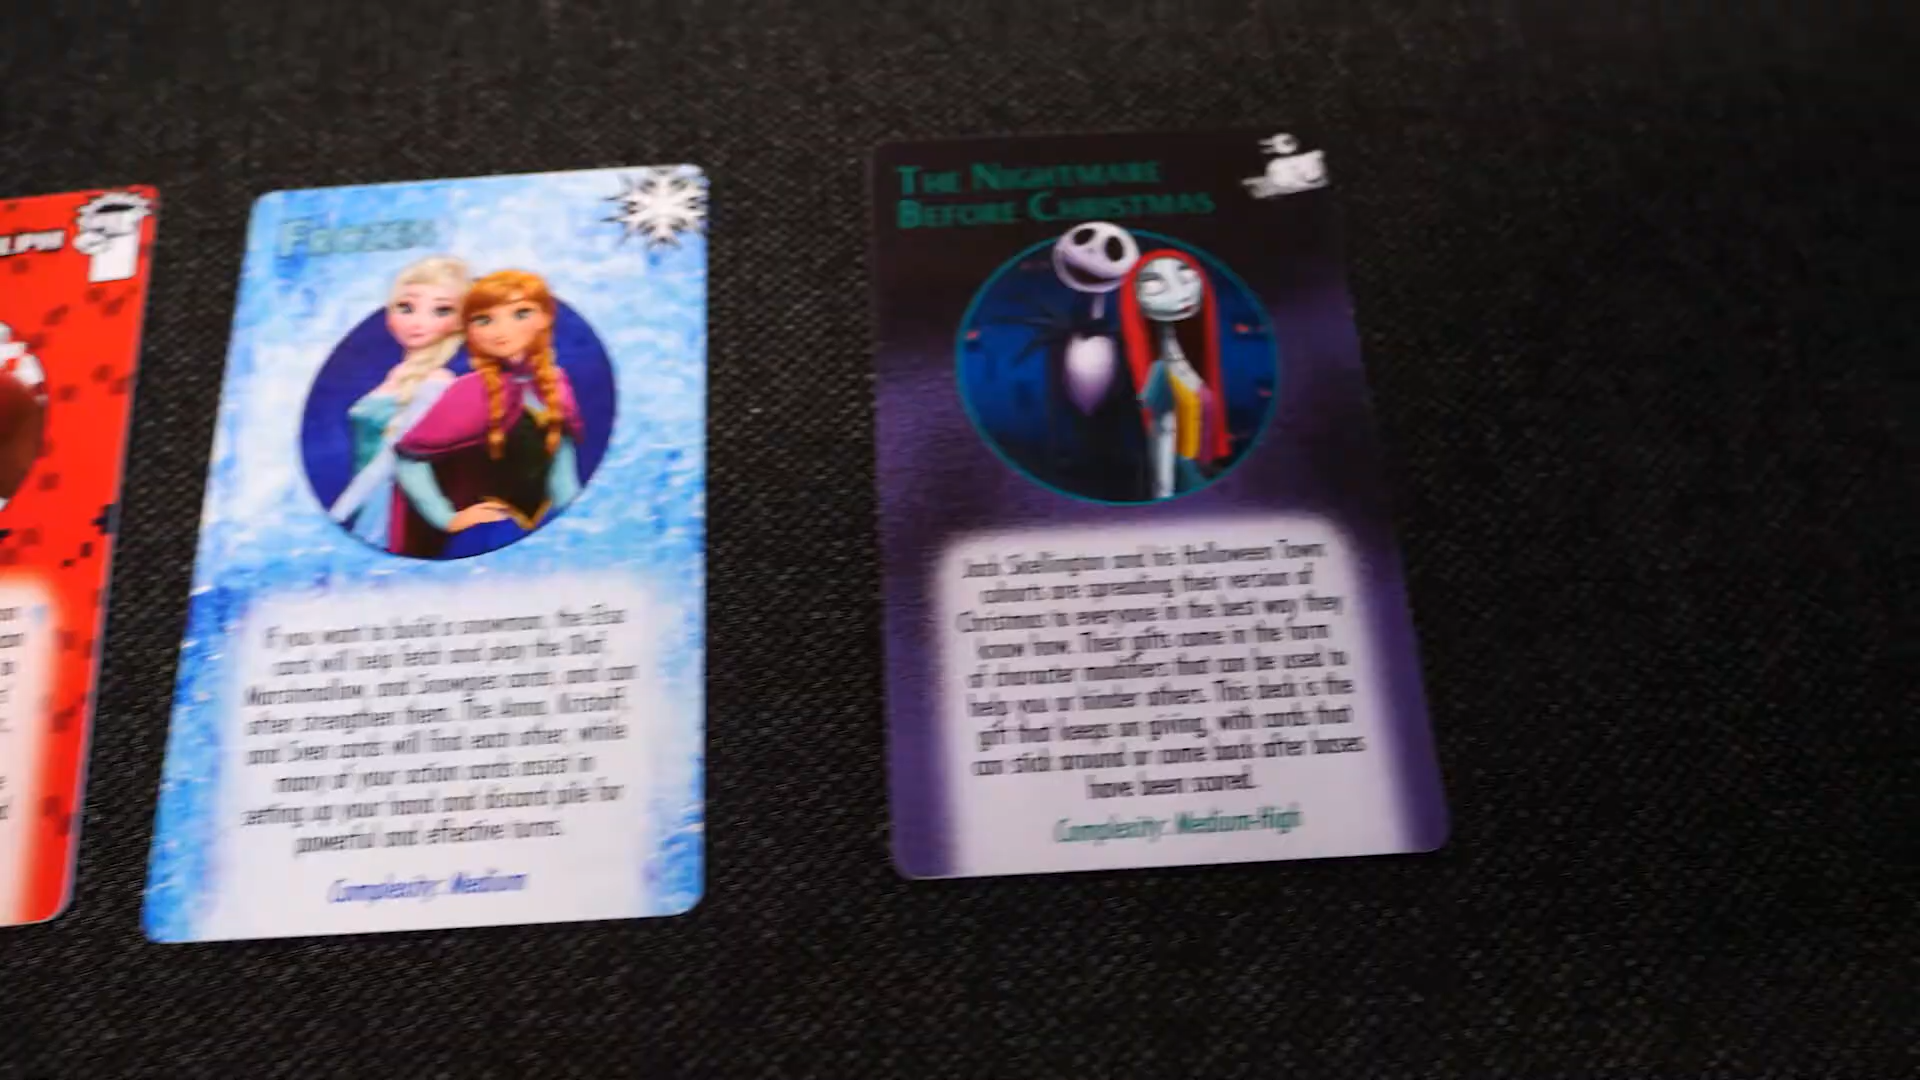 ALPH
FROZEN
If you want to build a snowman, the Elsa
card will help fetch and play the Olaf,
Marshmallow, and Snowgies cards, and can
often strengthen them. The Anna, Kristoff,
and Sven cards will find each other, while
many of your action cards assist in
setting up your hand and discard pile for
powerful and effective turns.
Complexity: Medium
THE NIGHTMARE
BEFORE CHRISTMAS
Jack Skellington and his Halloween Town
cohorts are spreading their version of
Christmas to everyone in the best way they
know how. Their gifts come in the form
of character modifiers that can be used to
help you or hinder others. This deck is the
gift that keeps on giving, with cards that
can stick around or come back after bases
have been scored.
Complexity: Medium-High